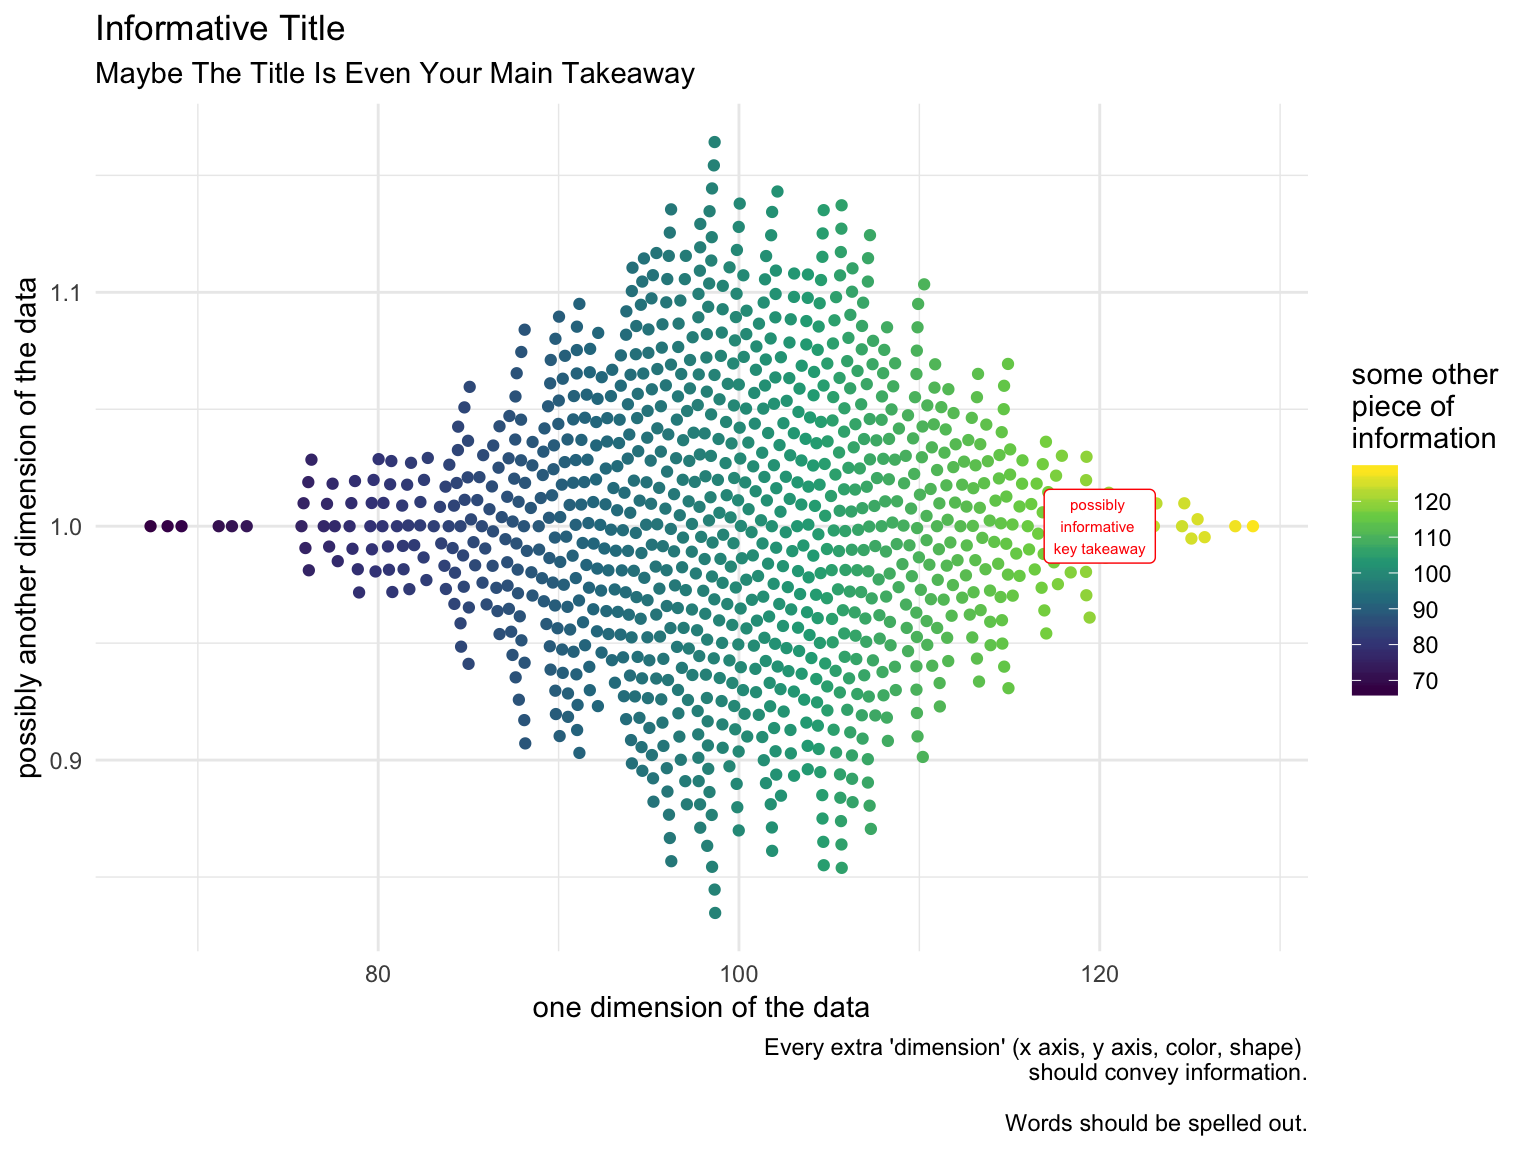 Informative Title
Maybe The Title Is Even Your Main Takeaway
possibly another dimension of the data
1.1
1.0
0.9
possibly
informative
key takeaway
80
100
120
one dimension of the data
some other
piece of
information
120
110
100
90
80
70
Every extra 'dimension' (x axis, y axis, color, shape)
should convey information.
Words should be spelled out.